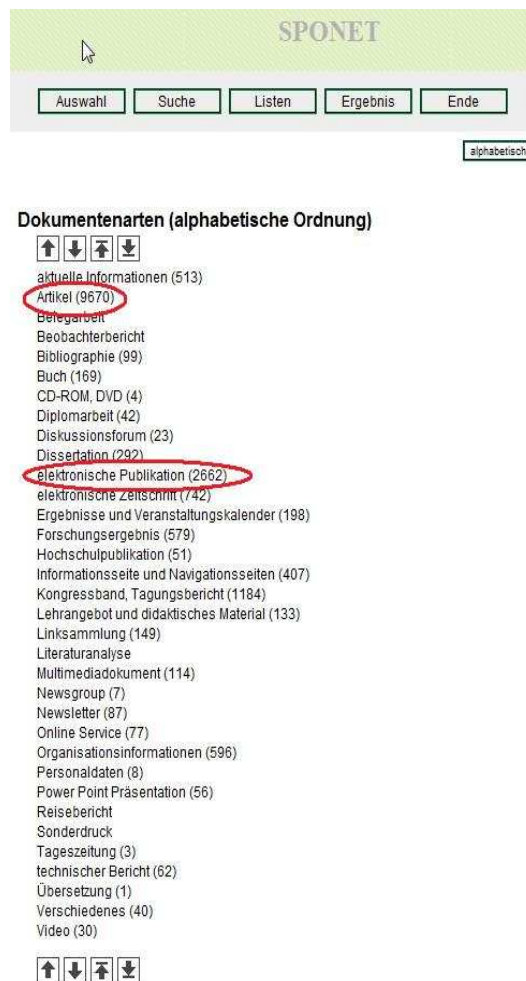 SPONET
Auswahl Suche Listen Ergebnis Ende
alphabetisch
Dokumentenarten (alphabetische Ordnung)
aktuelle Informationen (513)
Artikel (9670)
Belegarbeit
Beobachterbericht
Bibliographie (99)
Buch (169)
CD-ROM, DVD (4)
Diplomarbeit (42)
Diskussionsforum (23)
Dissertation (292)
elektronische Publikation (2662)
elektronische Zeitschrift (742)
Ergebnisse und Veranstaltungskalender (198)
Forschungsergebnis (579)
Hochschulpublikation (51)
Informationsseite und Navigationsseiten (407)
Kongressband, Tagungsbericht (1184)
Lehrangebot und didaktisches Material (133)
Linksammlung (149)
Literaturanalyse
Multimediadokument (114)
Newsgroup (7)
Newsletter (87)
Online Service (77)
Organisationsinformationen (596)
Personaldaten (8)
Power Point Präsentation (56)
Reisebericht
Sonderdruck
Tageszeitung (3)
technischer Bericht (62)
Übersetzung (1)
Verschiedenes (40)
Video (30)